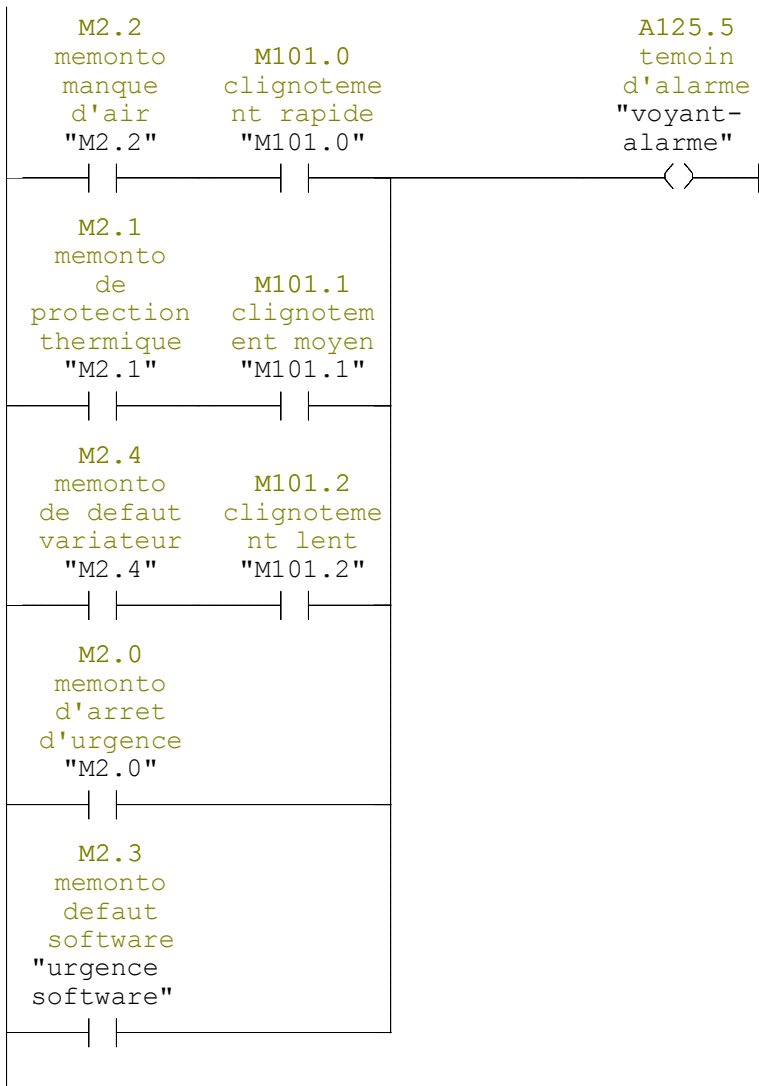 M2.2
memonto
manque
d'air
"M2.2"
M101.0
clignoteme
nt rapide
"M101.0"
A125.5
temoin
d'alarme
"voyant-
alarme"
M2.1
memonto
de
protection
thermique
"M2.1"
M101.1
clignotem
ent moyen
"M101.1"
M2.4
memonto
de defaut
variateur
"M2.4"
M101.2
clignoteme
nt lent
"M101.2"
M2.0
memonto
d'arret
d'urgence
"M2.0"
M2.3
memonto
defaut
software
"urgence
software"